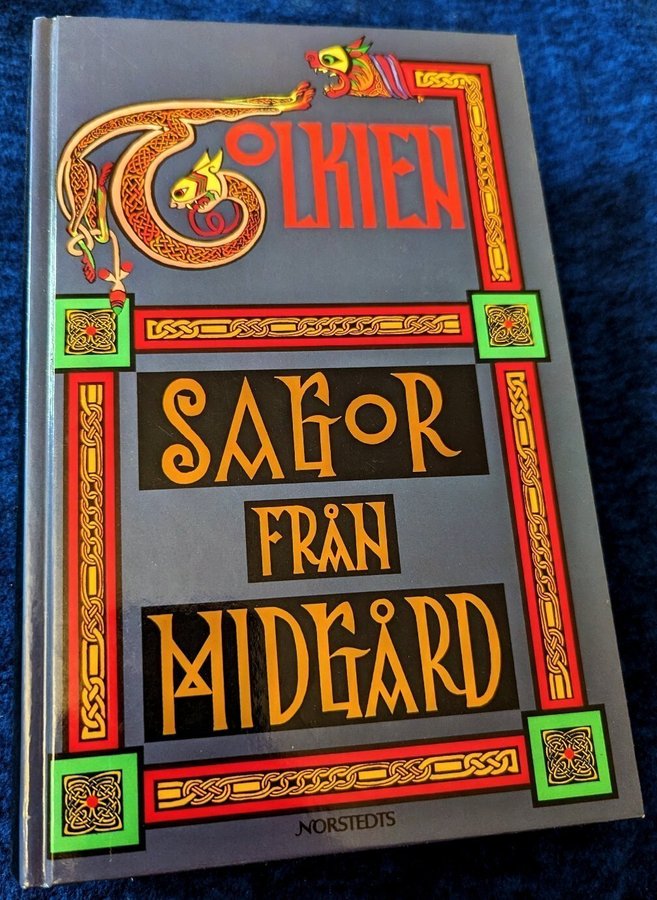 TOLKIEN
SAGOR
FRÅN
MIDGÅRD
NORSTEDTS